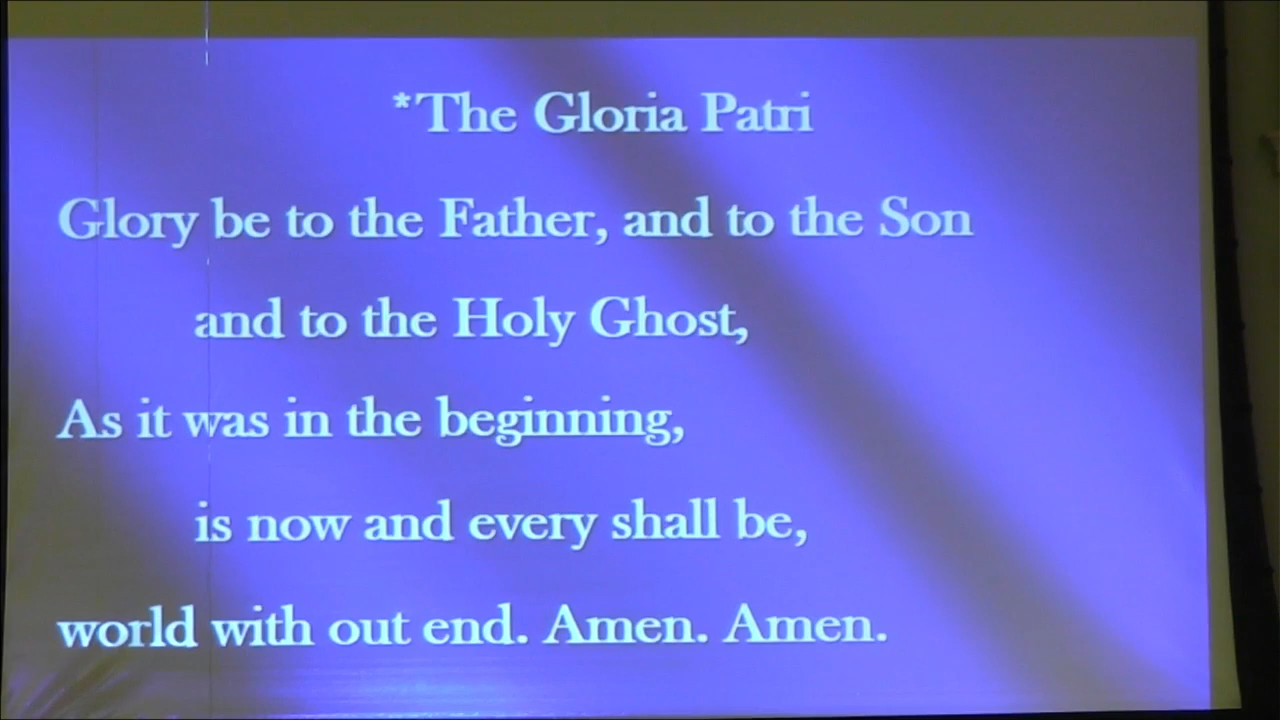 *The Gloria Patri
Glory be to the Father, and to the Son
and to the Holy Ghost,
As it was in the beginning,
is now and every shall be,
world with out end. Amen. Amen.